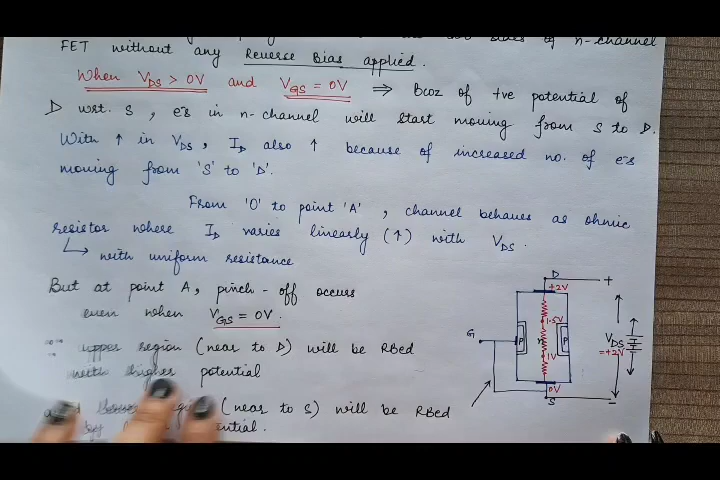 sides of n-channel
FET without any Reverse Bias applied.
When VDS > 0V and VGS = 0V ⇒ Bcoz of +ve potential of
D wrt. S, e⁻s in n-channel will start moving from S to D.
With ↑ in VDS, ID also ↑ because of increased no. of e⁻s
moving from 'S' to 'D'.
From 'O' to point 'A', channel behaves as ohmic
resistor where ID varies linearly (↑) with VDS.
↳ with uniform resistance
But at point A, pinch-off occurs
even when VGS = 0V.
∵ upper region (near to D) will be RBed
with higher potential
(near to S) will be RBed
by
D
+
+2V
1.5V
G
P
n
P
1V
VDS
=+2V
0V
S
-